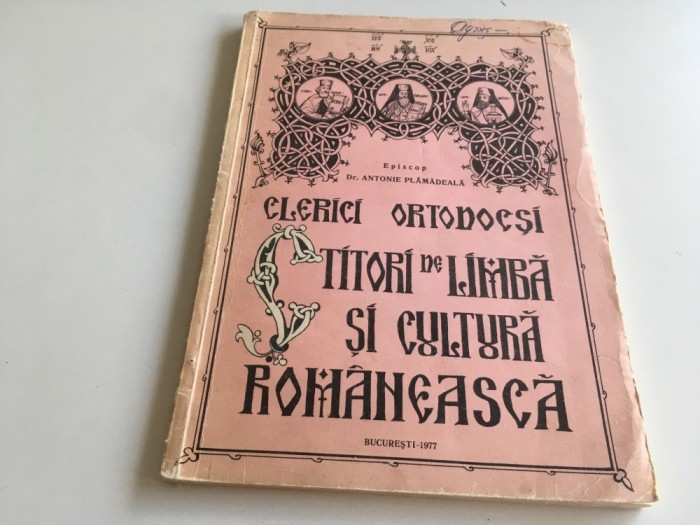 Episcop
Dr. ANTONIE PLĂMĂDEALĂ
CLERICI ORTODOCȘI
CTITORI DE LIMBĂ
ȘI CULTURĂ
ROMÂNEASCĂ
BUCUREȘTI-1977